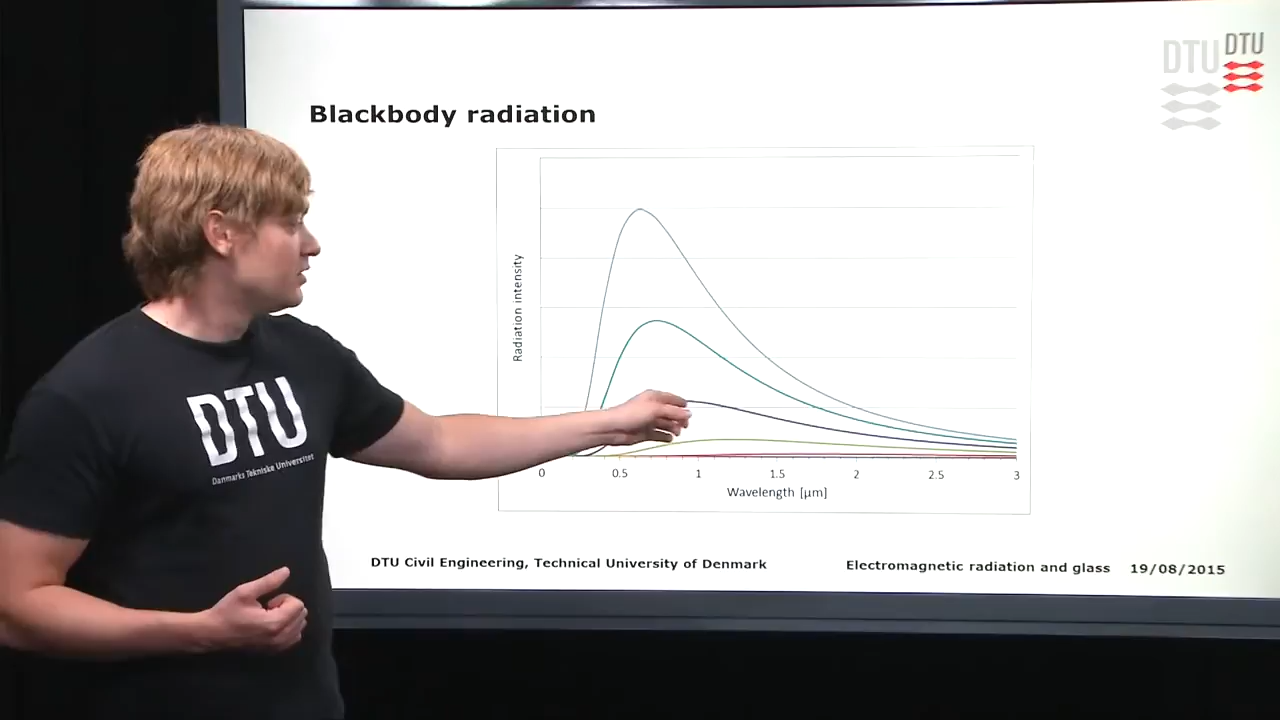 DTU
DTU
Blackbody radiation
Radiation intensity
0 0.5 1 1.5 2 2.5 3
Wavelength [µm]
DTU
Danmarks Tekniske Universitet
DTU Civil Engineering, Technical University of Denmark
Electromagnetic radiation and glass 19/08/2015